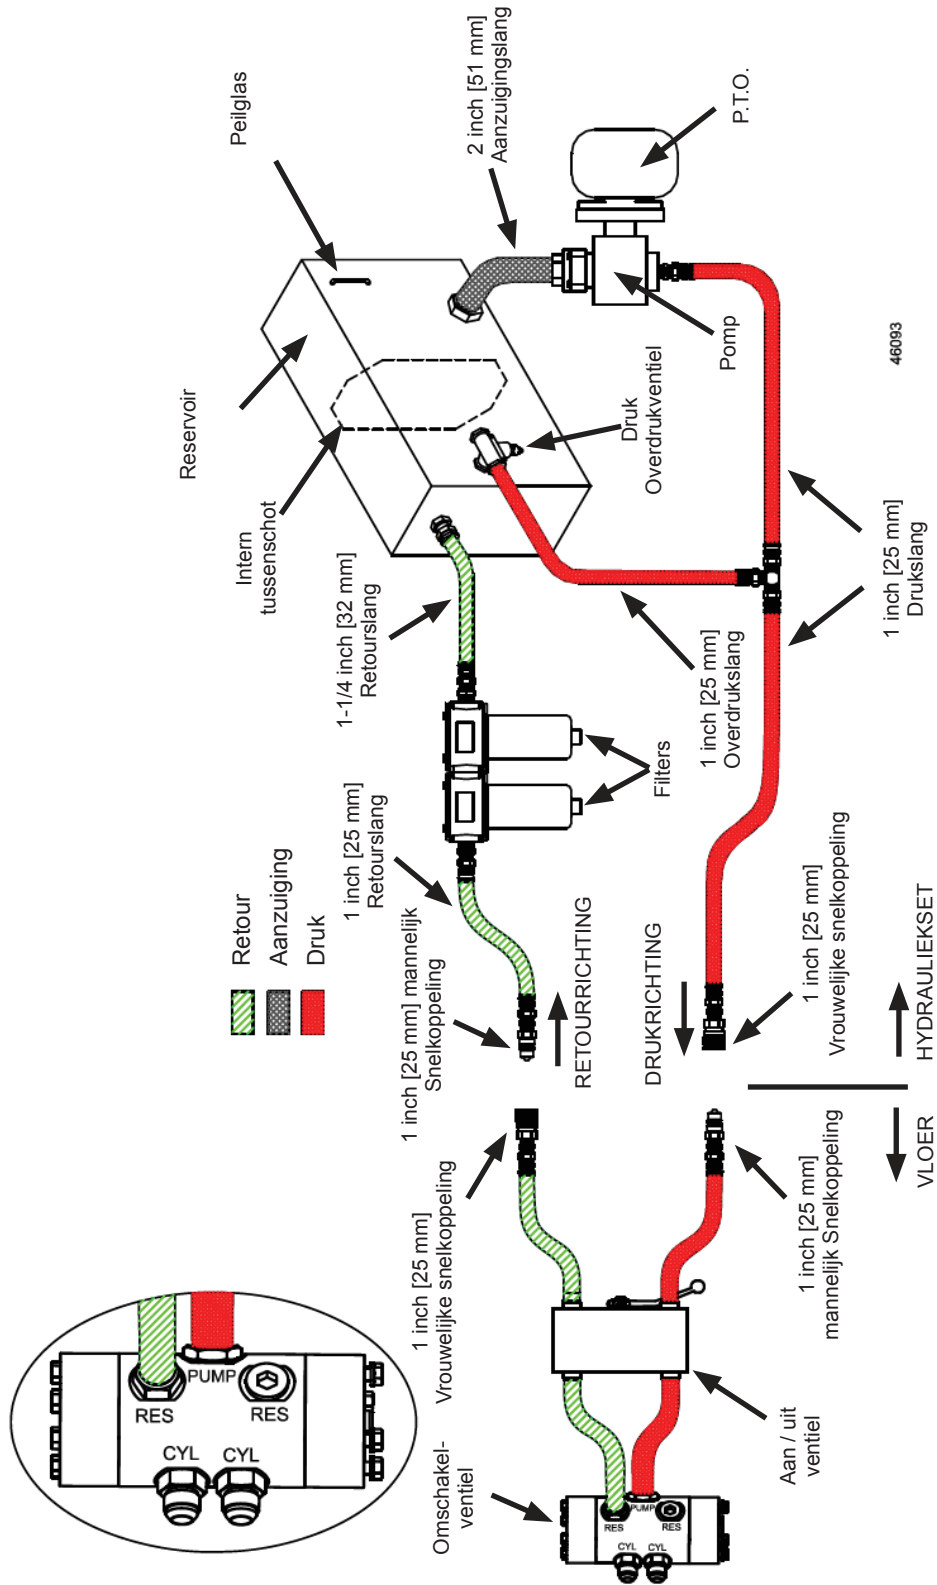 Retour
Aanzuiging
Druk
Peilglas
2 inch [51 mm]
Aanzuigingslang
P.T.O.
Reservoir
Intern
tussenschot
Druk
Overdrukventiel
Pomp
46093
1-1/4 inch [32 mm]
Retourslang
1 inch [25 mm]
Retourslang
Filters
1 inch [25 mm]
Overdrukslang
1 inch [25 mm]
Drukslang
1 inch [25 mm] mannelijk
Snelkoppeling
RETOURRICHTING
DRUKRICHTING
1 inch [25 mm]
Vrouwelijke snelkoppeling
HYDRAULIEKSET
VLOER
1 inch [25 mm]
Vrouwelijke snelkoppeling
1 inch [25 mm]
mannelijk Snelkoppeling
Omschakel-
ventiel
Aan / uit
ventiel
RES
PUMP
RES
CYL
CYL
RES
PUMP
RES
CYL
CYL